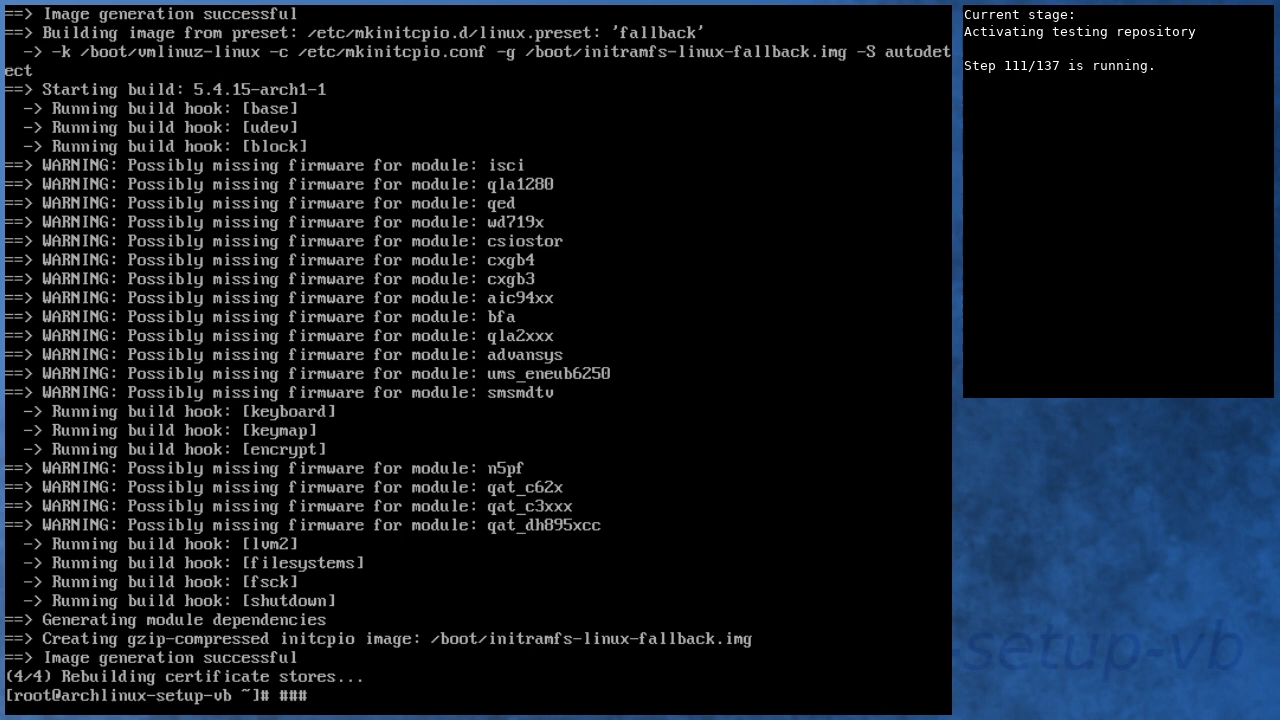 ==> Image generation successful
==> Building image from preset: /etc/mkinitcpio.d/linux.preset: 'fallback'
  -> -k /boot/vmlinuz-linux -c /etc/mkinitcpio.conf -g /boot/initramfs-linux-fallback.img -S autodet
ect
==> Starting build: 5.4.15-arch1-1
  -> Running build hook: [base]
  -> Running build hook: [udev]
  -> Running build hook: [block]
==> WARNING: Possibly missing firmware for module: isci
==> WARNING: Possibly missing firmware for module: qla1280
==> WARNING: Possibly missing firmware for module: qed
==> WARNING: Possibly missing firmware for module: wd719x
==> WARNING: Possibly missing firmware for module: csiostor
==> WARNING: Possibly missing firmware for module: cxgb4
==> WARNING: Possibly missing firmware for module: cxgb3
==> WARNING: Possibly missing firmware for module: aic94xx
==> WARNING: Possibly missing firmware for module: bfa
==> WARNING: Possibly missing firmware for module: qla2xxx
==> WARNING: Possibly missing firmware for module: advansys
==> WARNING: Possibly missing firmware for module: ums_eneub6250
==> WARNING: Possibly missing firmware for module: smsmdtv
  -> Running build hook: [keyboard]
  -> Running build hook: [keymap]
  -> Running build hook: [encrypt]
==> WARNING: Possibly missing firmware for module: n5pf
==> WARNING: Possibly missing firmware for module: qat_c62x
==> WARNING: Possibly missing firmware for module: qat_c3xxx
==> WARNING: Possibly missing firmware for module: qat_dh895xcc
  -> Running build hook: [lvm2]
  -> Running build hook: [filesystems]
  -> Running build hook: [fsck]
  -> Running build hook: [shutdown]
==> Generating module dependencies
==> Creating gzip-compressed initcpio image: /boot/initramfs-linux-fallback.img
==> Image generation successful
(4/4) Rebuilding certificate stores...
[root@archlinux-setup-vb ~]# ###
Current stage:
Activating testing repository
Step 111/137 is running.
-setup-vb